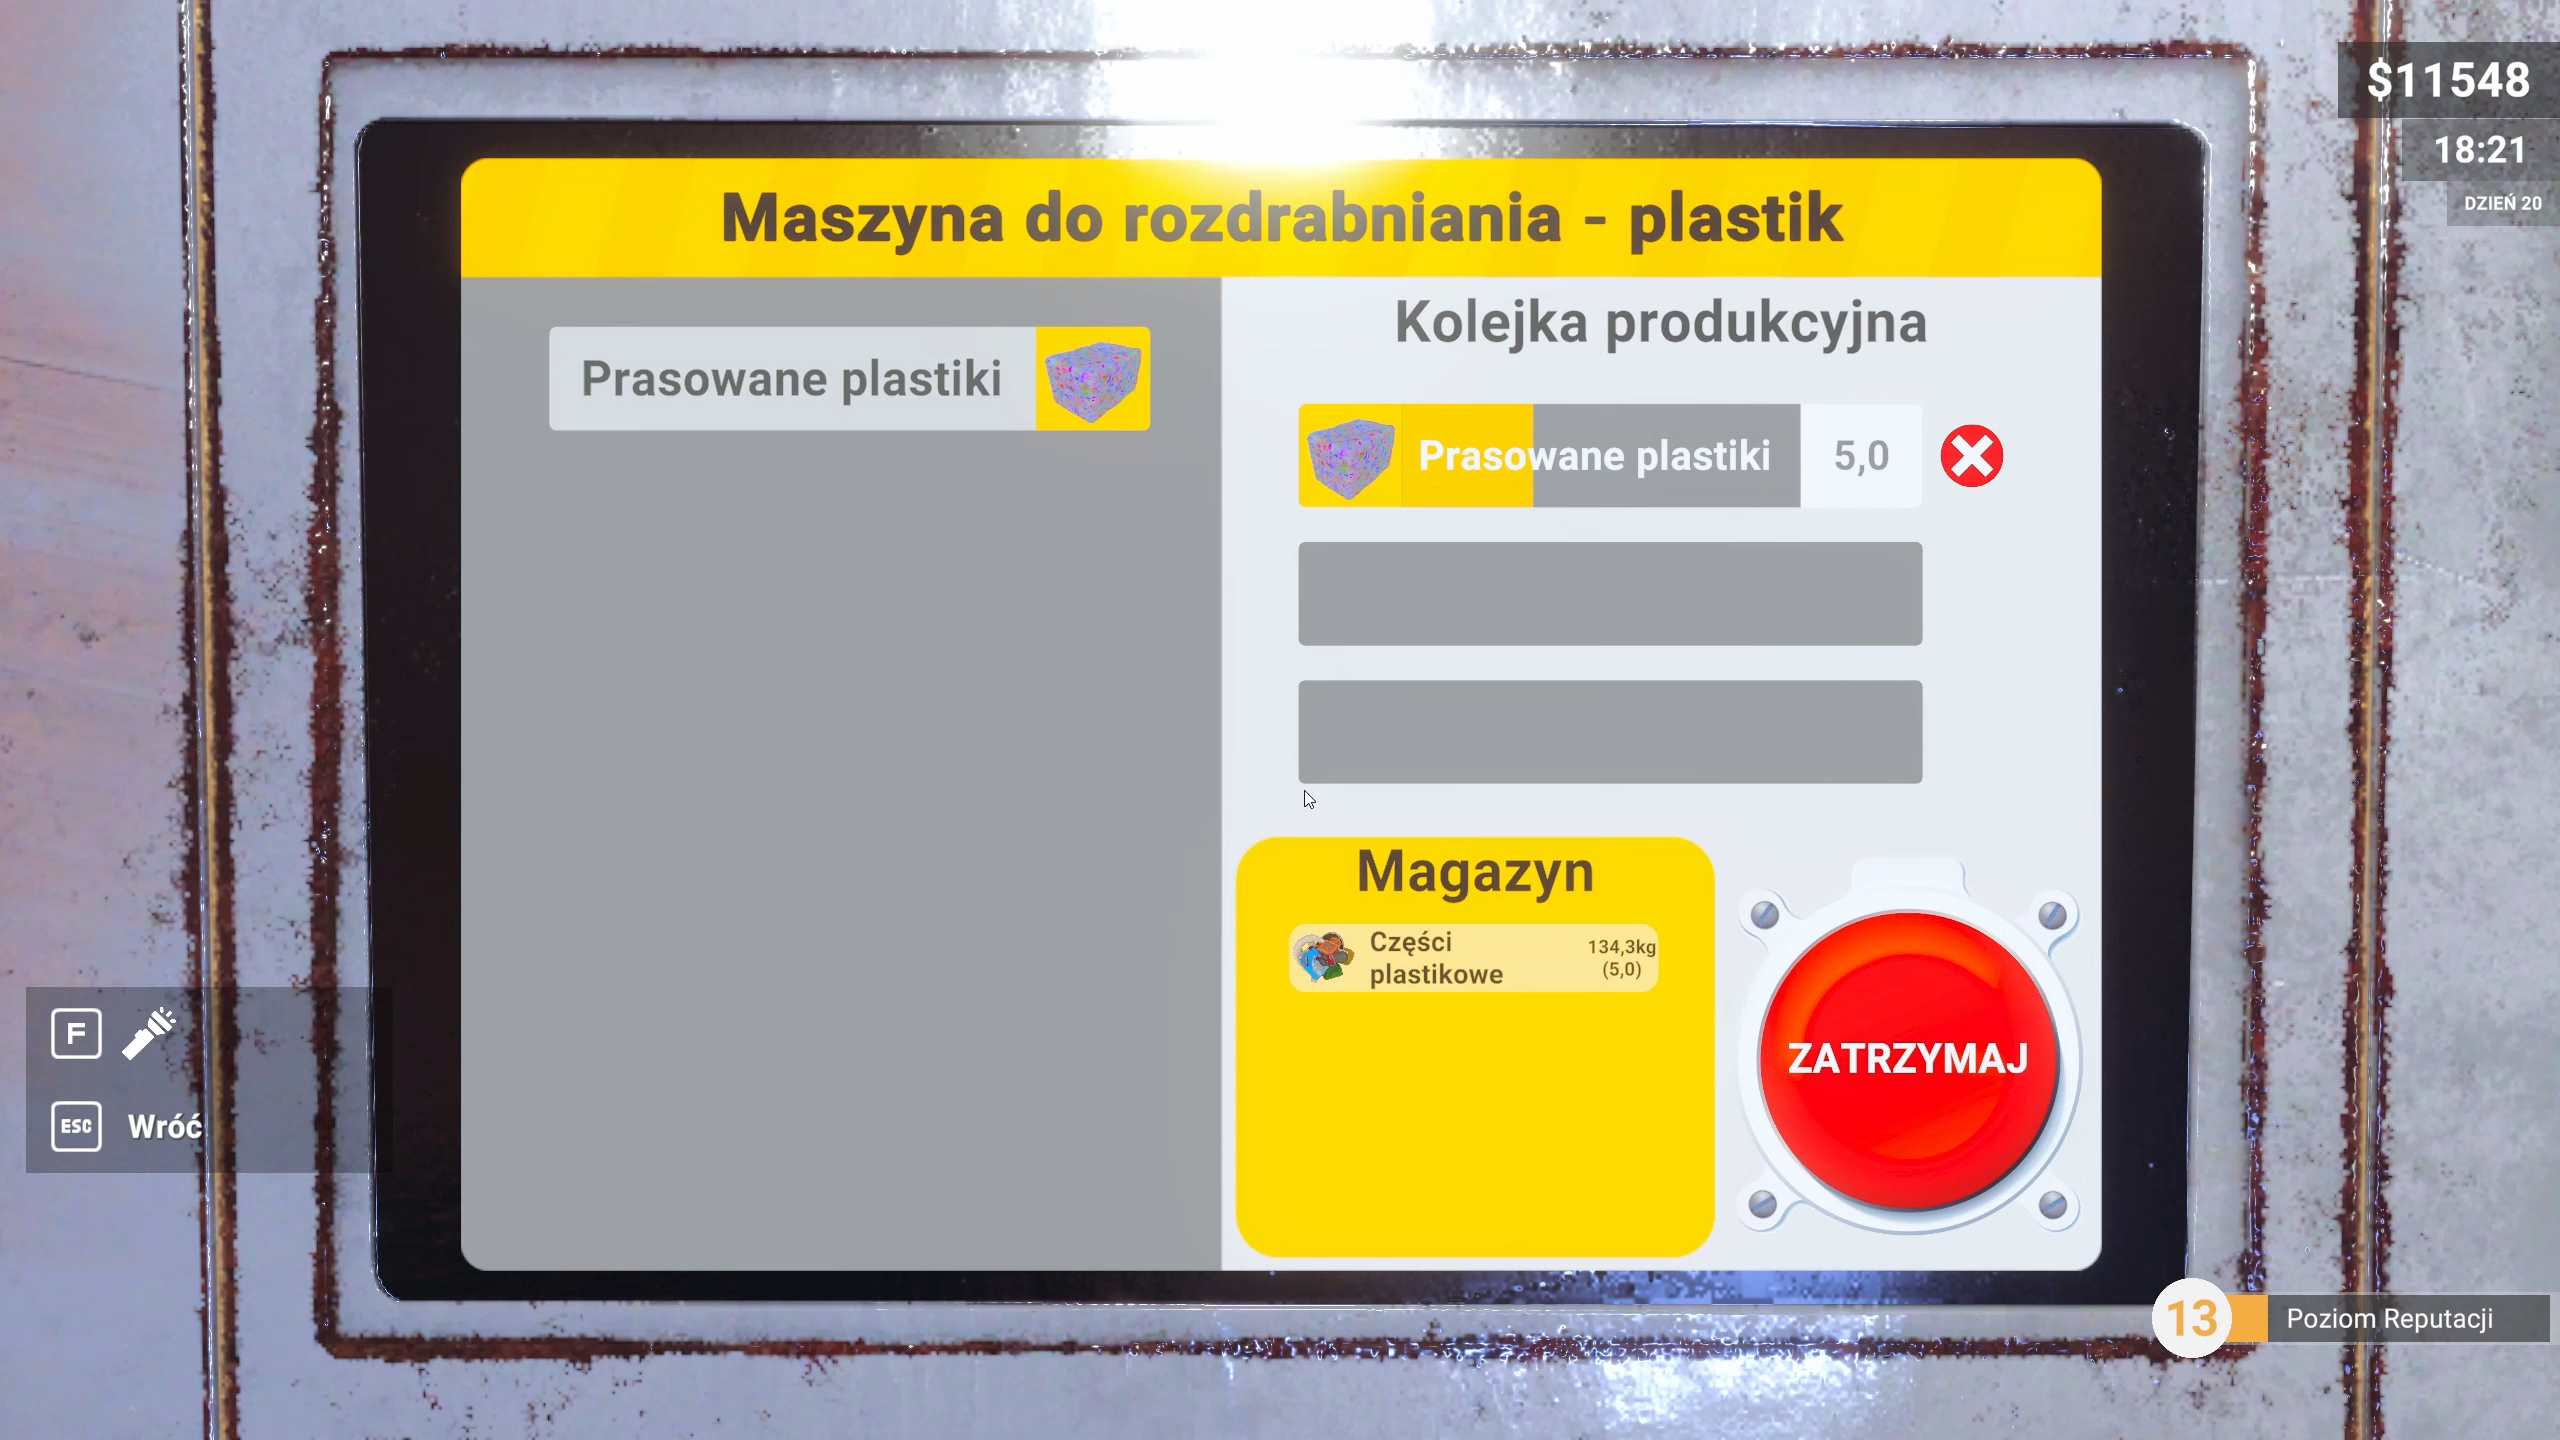 $11548
18:21
DZIEŃ 20
Maszyna do rozdrabniania - plastik
Prasowane plastiki
Kolejka produkcyjna
Prasowane plastiki 5,0
Magazyn
Części
plastikowe
134,3kg
(5,0)
ZATRZYMAJ
F
ESC Wróć
13 Poziom Reputacji